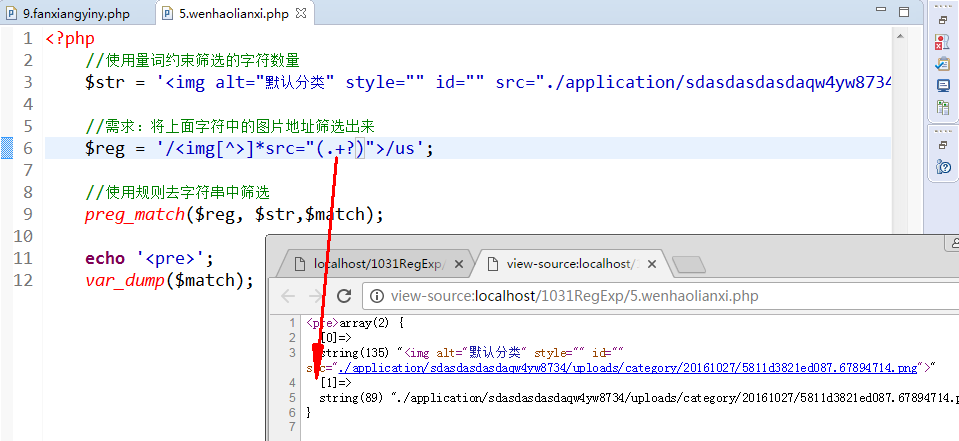 9.fanxiangyiny.php
5.wenhaolianxi.php
1 <?php
2 //使用量词约束筛选的字符数量
3 $str = '<img alt="默认分类" style="" id="" src="./application/sdasdasdasdaqw4yw8734
4
5 //需求：将上面字符中的图片地址筛选出来
6 $reg = '/<img[^>]*src="(.+?)">/us';
7
8 //使用规则去字符串中筛选
9 preg_match($reg, $str,$match);
10
11 echo '<pre>';
12 var_dump($match);
localhost/1031RegExp/
view-source:localhost/
view-source:localhost/1031RegExp/5.wenhaolianxi.php
1 <pre>array(2) {
2 [0]=>
3 string(135) "<img alt="默认分类" style="" id=""
src="./application/sdasdasdasdaqw4yw8734/uploads/category/20161027/5811d3821ed087.67894714.png">"
4 [1]=>
5 string(89) "./application/sdasdasdasdaqw4yw8734/uploads/category/20161027/5811d3821ed087.67894714.p
6 }
7